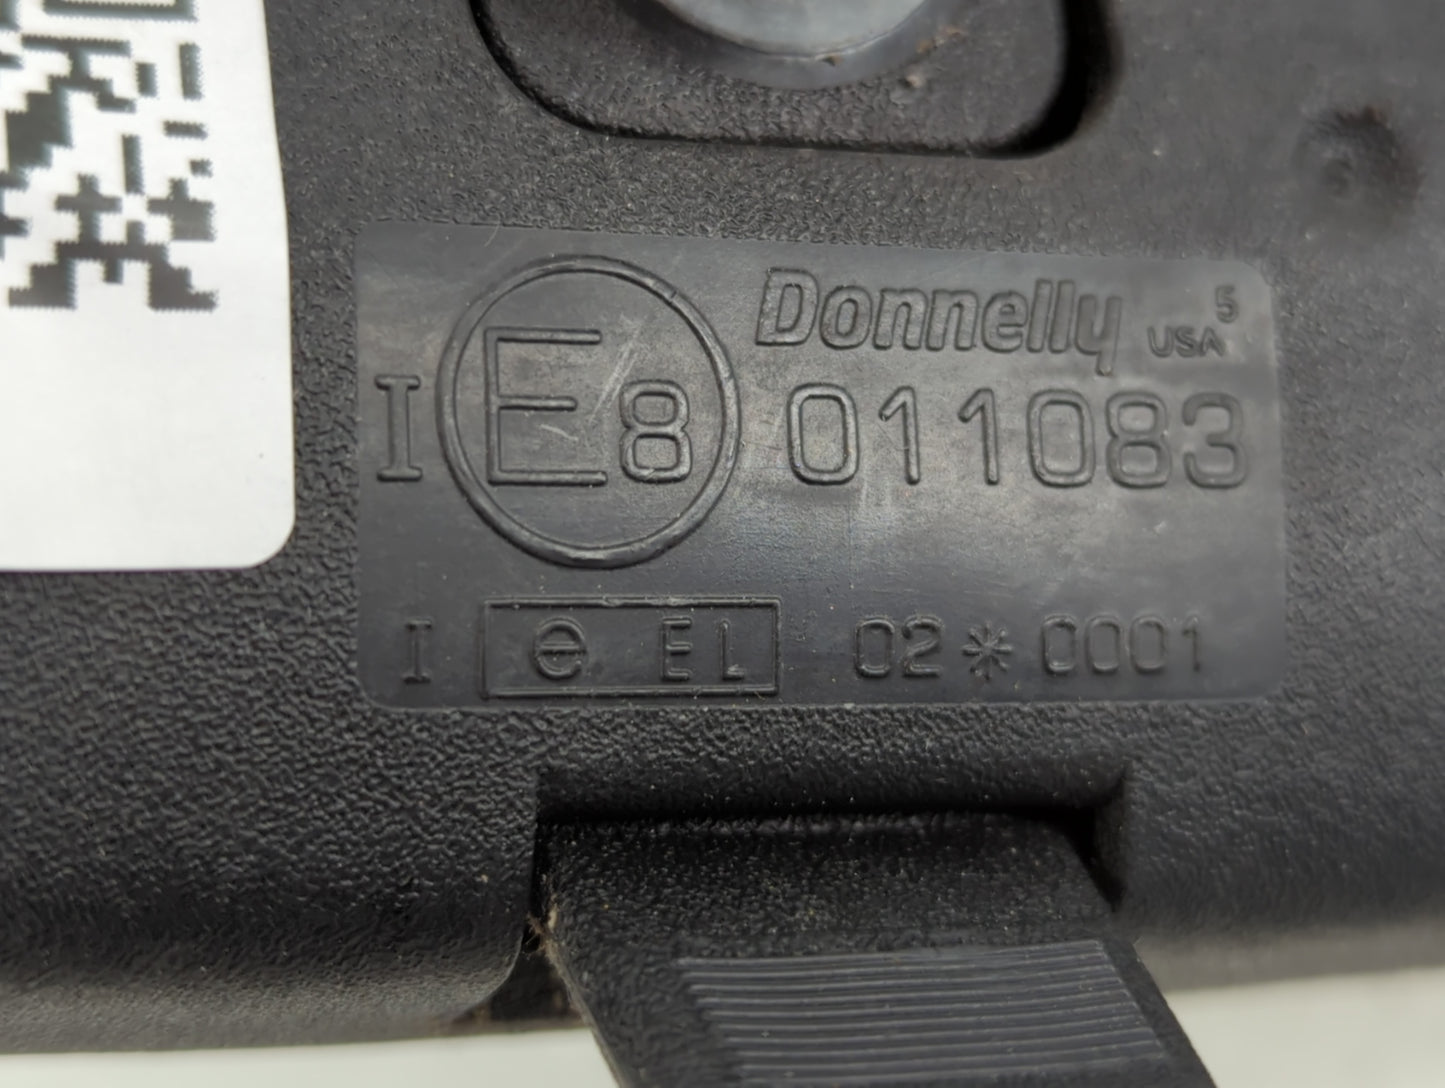 Donnelly USA 5
I E8 011083
I e EL 02*0001